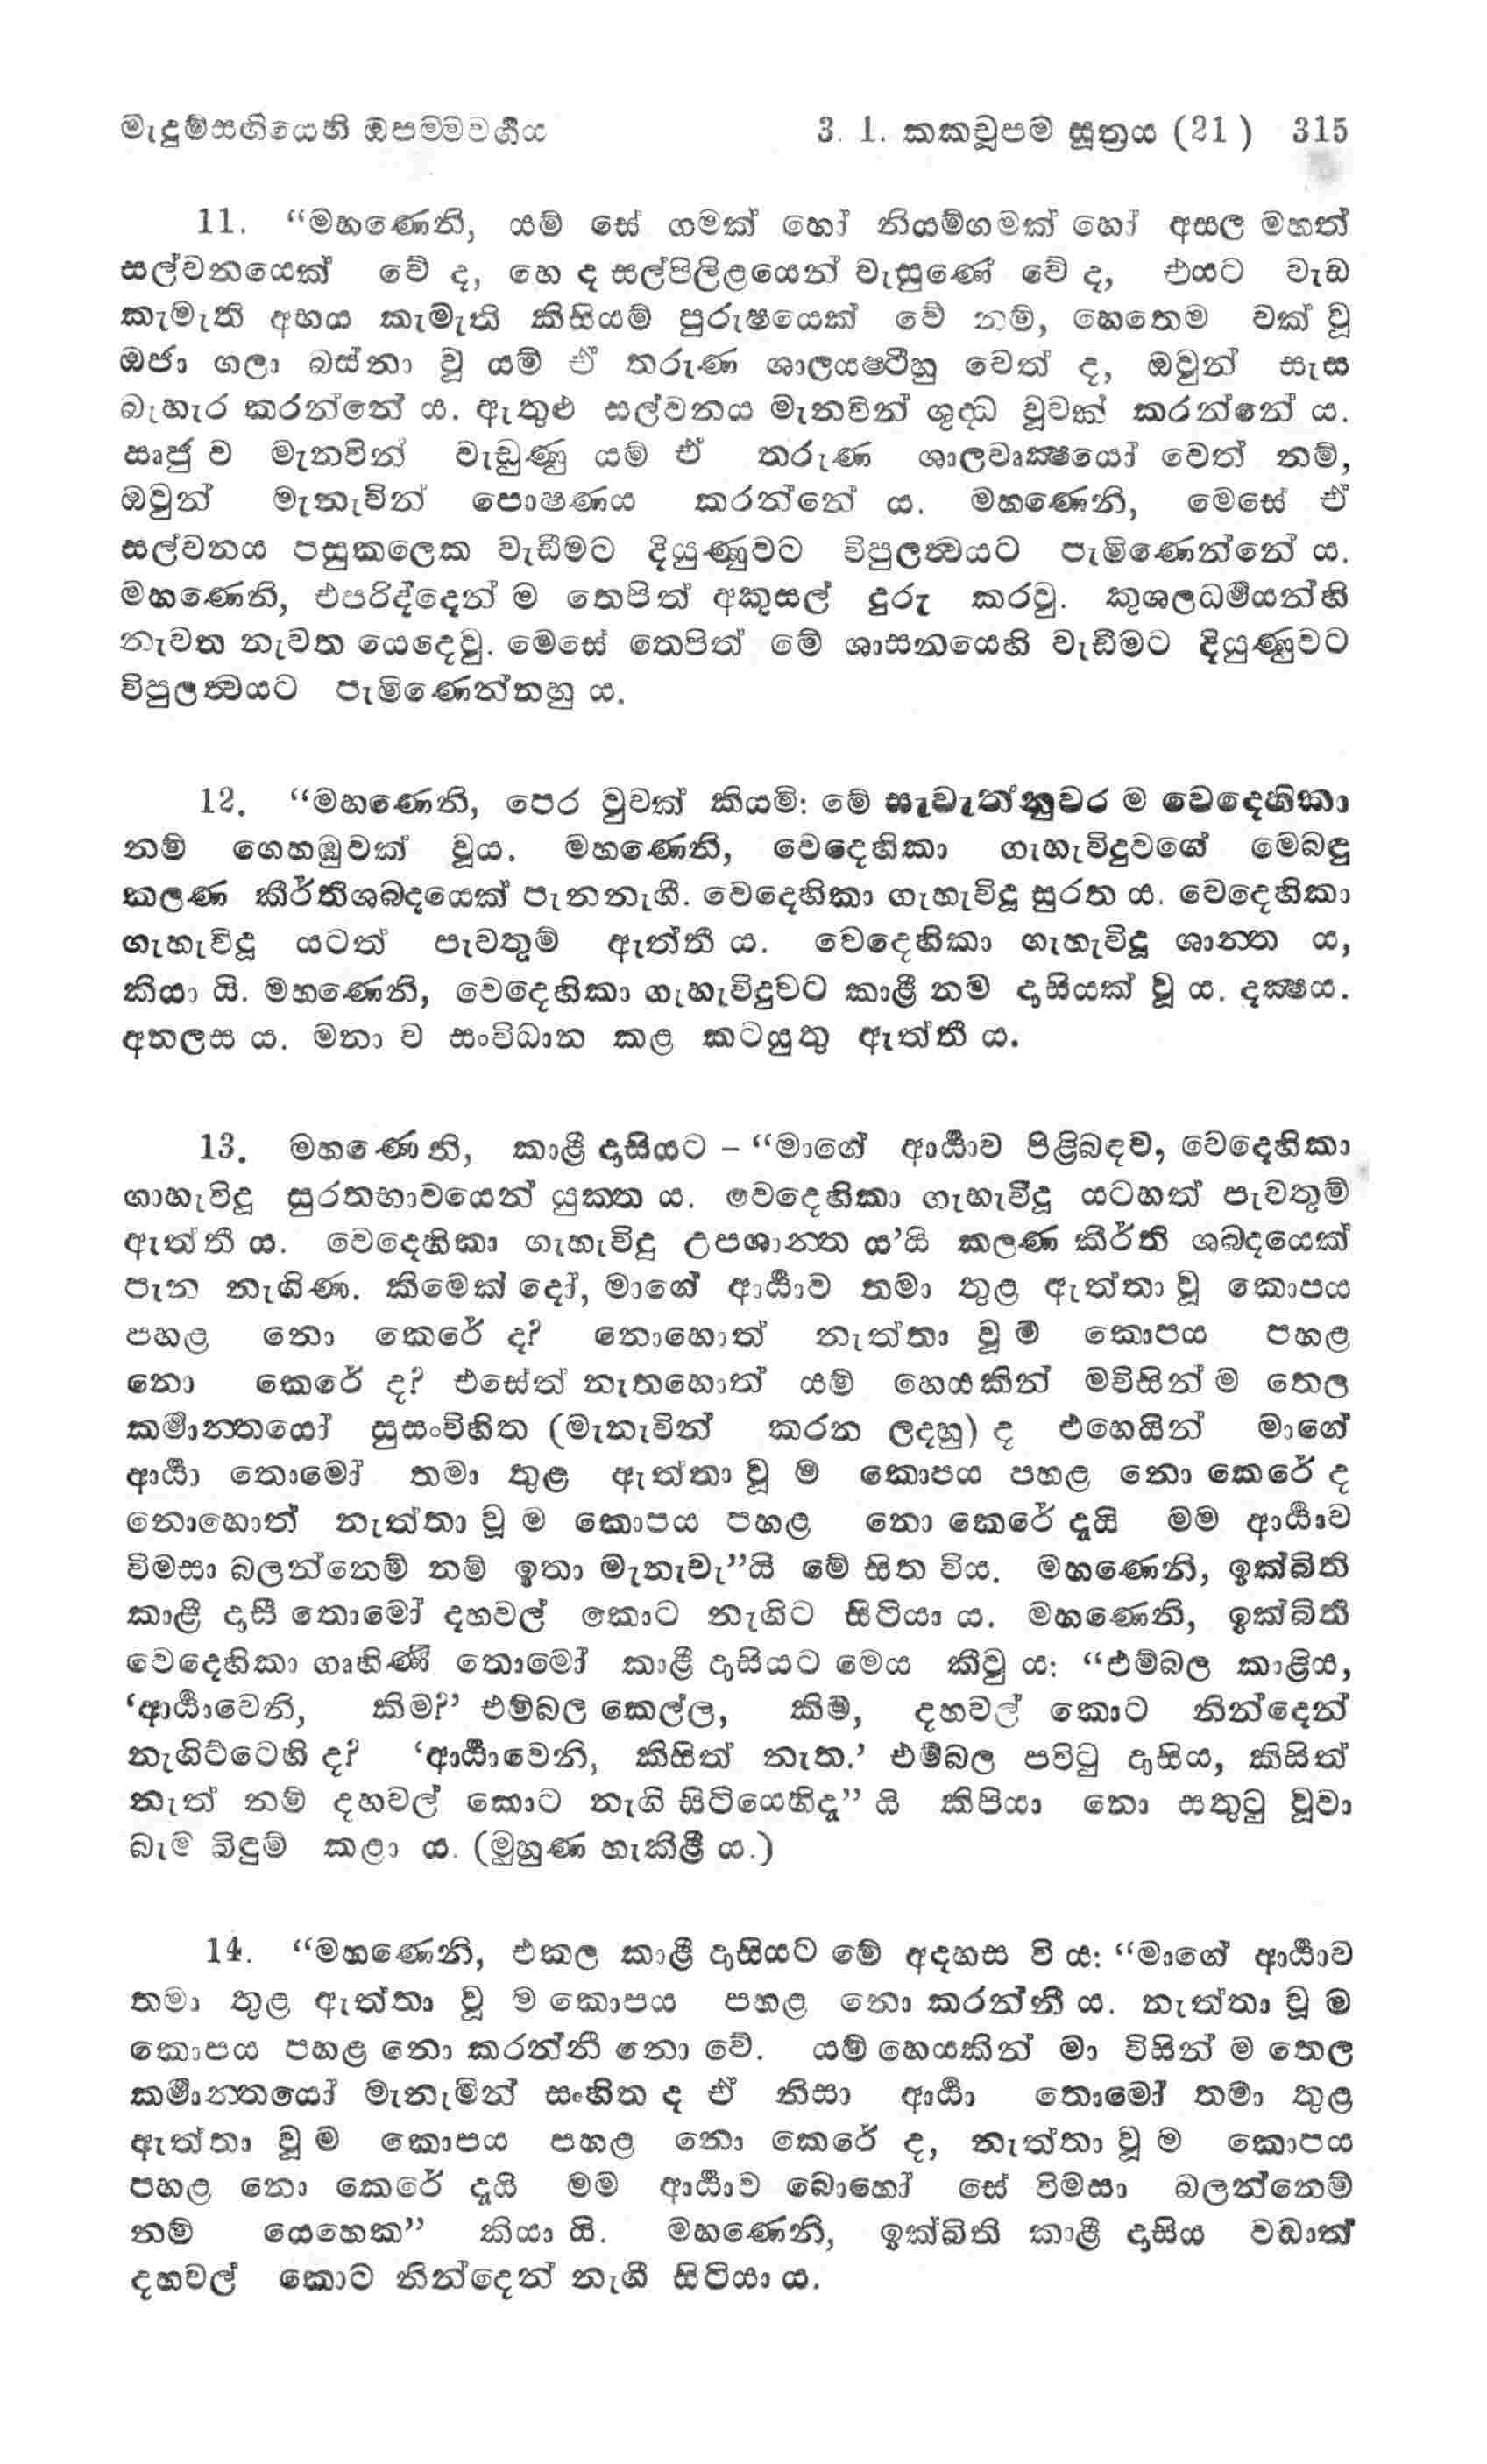 මැදුම්සඟියෙහි ඔපම්මවර්‍ගය 3. 1. කකචූපම සූත්‍රය (21) 315
11. “මහණෙනි, යම් සේ ගමක් හෝ නියම්ගමක් හෝ අසල මහත්
සල්වනයෙක් වේ ද, හෙ ද සල්පිලිළයෙන් වැසුණේ වේ ද, එයට වැඩ
කැමැති අභය කැමැති කිසියම් පුරුෂයෙක් වේ නම්, හෙතෙම වක් වූ
ඔජා ගලා බස්නා වූ යම් ඒ තරුණ ශාලයෂ්ටීහු වෙත් ද, ඔවුන් සැස
බැහැර කරන්නේ ය. ඇතුළු සල්වනය මැනවින් ශුද්ධ වූවක් කරන්නේ ය.
ඍජු ව මැනවින් වැඩුණු යම් ඒ තරුණ ශාලවෘක්‍ෂයෝ වෙත් නම්,
ඔවුන් මැනැවින් පොෂණය කරන්නේ ය. මහණෙනි, මෙසේ ඒ
සල්වනය පසුකලෙක වැඩීමට දියුණුවට විපුලත්‍වයට පැමිණෙන්නේ ය.
මහණෙනි, එපරිද්දෙන් ම තෙපිත් අකුසල් දුරු කරවු. කුශලධර්‍මයන්හි
නැවත නැවත යෙදෙවු. මෙසේ තෙපිත් මේ ශාසනයෙහි වැඩීමට දියුණුවට
විපුලත්‍වයට පැමිණෙන්නහු ය.
12. “මහණෙනි, පෙර වුවක් කියමි: මේ සැවැත්නුවර ම වෙදෙහිකා
නම් ගෙහඹුවක් වූය. මහණෙනි, වෙදෙහිකා ගැහැවිදුවගේ මෙබඳු
කලණ කීර්තිශබ්දයෙක් පැනනැගී. වෙදෙහිකා ගැහැවිදූ සුරත ය. වෙදෙහිකා
ගැහැවිදූ යටත් පැවතුම් ඇත්තී ය. වෙදෙහිකා ගැහැවිදූ ශාන්ත ය,
කියා යි. මහණෙනි, වෙදෙහිකා ගැහැවිදුවට කාළී නම් දාසියක් වූ ය. දක්‍ෂය.
අනලස ය. මනා ව සංවිධාන කළ කටයුතු ඇත්තී ය.
13. මහණෙනි, කාළී දාසියට – “මාගේ ආර්‍ය්‍යාව පිළිබඳව, වෙදෙහිකා
ගාහැවිදූ සුරතභාවයෙන් යුක්ත ය. වෙදෙහිකා ගැහැවිදූ යටහත් පැවතුම්
ඇත්තී ය. වෙදෙහිකා ගැහැවිදූ උපශාන්ත ය’යි කලණ කීර්ති ශබ්දයෙක්
පැන නැගිණ. කිමෙක් දෝ, මාගේ ආර්‍ය්‍යාව තමා තුළ ඇත්තා වූ කොපය
පහළ නො කෙරේ ද? නොහොත් නැත්තා වූ ම කොපය පහළ
නො කෙරේ ද? එසේත් නැතහොත් යම් හෙයකින් මවිසින් ම තෙල
කර්‍මාන්තයෝ සුසංවිහිත (මැනැවින් කරන ලදහු) ද එහෙයින් මාගේ
ආර්‍ය්‍යා තොමෝ තමා තුළ ඇත්තා වූ ම කොපය පහළ නො කෙරේ ද
නොහොත් නැත්තා වූ ම කොපය පහළ නො කෙරේ දැයි මම ආර්‍ය්‍යාව
විමසා බලන්නෙම් නම් ඉතා මැනැවැ”යි මේ සිත විය. මහණෙනි, ඉක්බිති
කාළී දාසී තොමෝ දහවල් කොට නැගිට සිටියා ය. මහණෙනි, ඉක්බිති
වෙදෙහිකා ගෘහිණී තොමෝ කාළී දාසියට මෙය කීවු ය: “එම්බල කාළිය,
‘ආර්‍ය්‍යාවෙනි, කිම?’ එම්බල කෙල්ල, කිම, දහවල් කොට නින්දෙන්
නැගිට්ටෙහි ද? ‘ආර්‍ය්‍යාවෙනි, කිසිත් නැත.’ එම්බල පවිටු දාසිය, කිසිත්
නැත් නම් දහවල් කොට නැගී සිටියෙහිදැ” යි කිපියා නො සතුටු වූවා
බැම බිඳුම් කළා ය. (මුහුණ හැකිළී ය.)
14. “මහණෙනි, එකල කාළී දාසියට මේ අදහස වි ය: “මාගේ ආර්‍ය්‍යාව
තමා තුළ ඇත්තා වූ ම කොපය පහළ නො කරන්නී ය. නැත්තා වූ ම
කොපය පහළ නො කරන්නී නො වේ. යම් හෙයකින් මා විසින් ම තෙල
කර්‍මාන්තයෝ මැනැමින් සංහිත ද ඒ නිසා ආර්‍ය්‍යා තොමෝ තමා තුළ
ඇත්තා වූ ම කොපය පහළ නො කෙරේ ද, නැත්තා වූ ම කොපය
පහළ නො කෙරේ දැයි මම ආර්‍ය්‍යාව බොහෝ සේ විමසා බලන්නෙම්
නම් යෙහෙක” කියා යි. මහණෙනි, ඉක්බිති කාළී දාසිය වඩාත්
දහවල් කොට නින්දෙන් නැගී සිටියා ය.